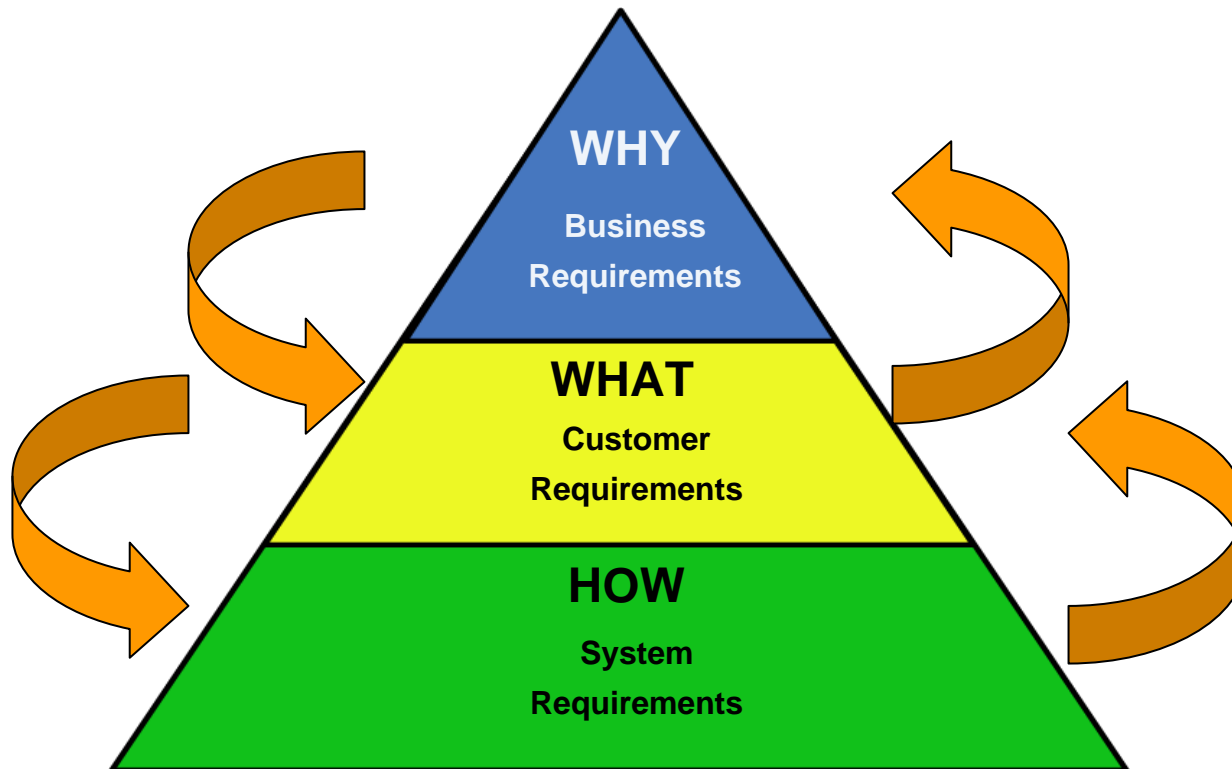 WHY
Business
Requirements
WHAT
Customer
Requirements
HOW
System
Requirements